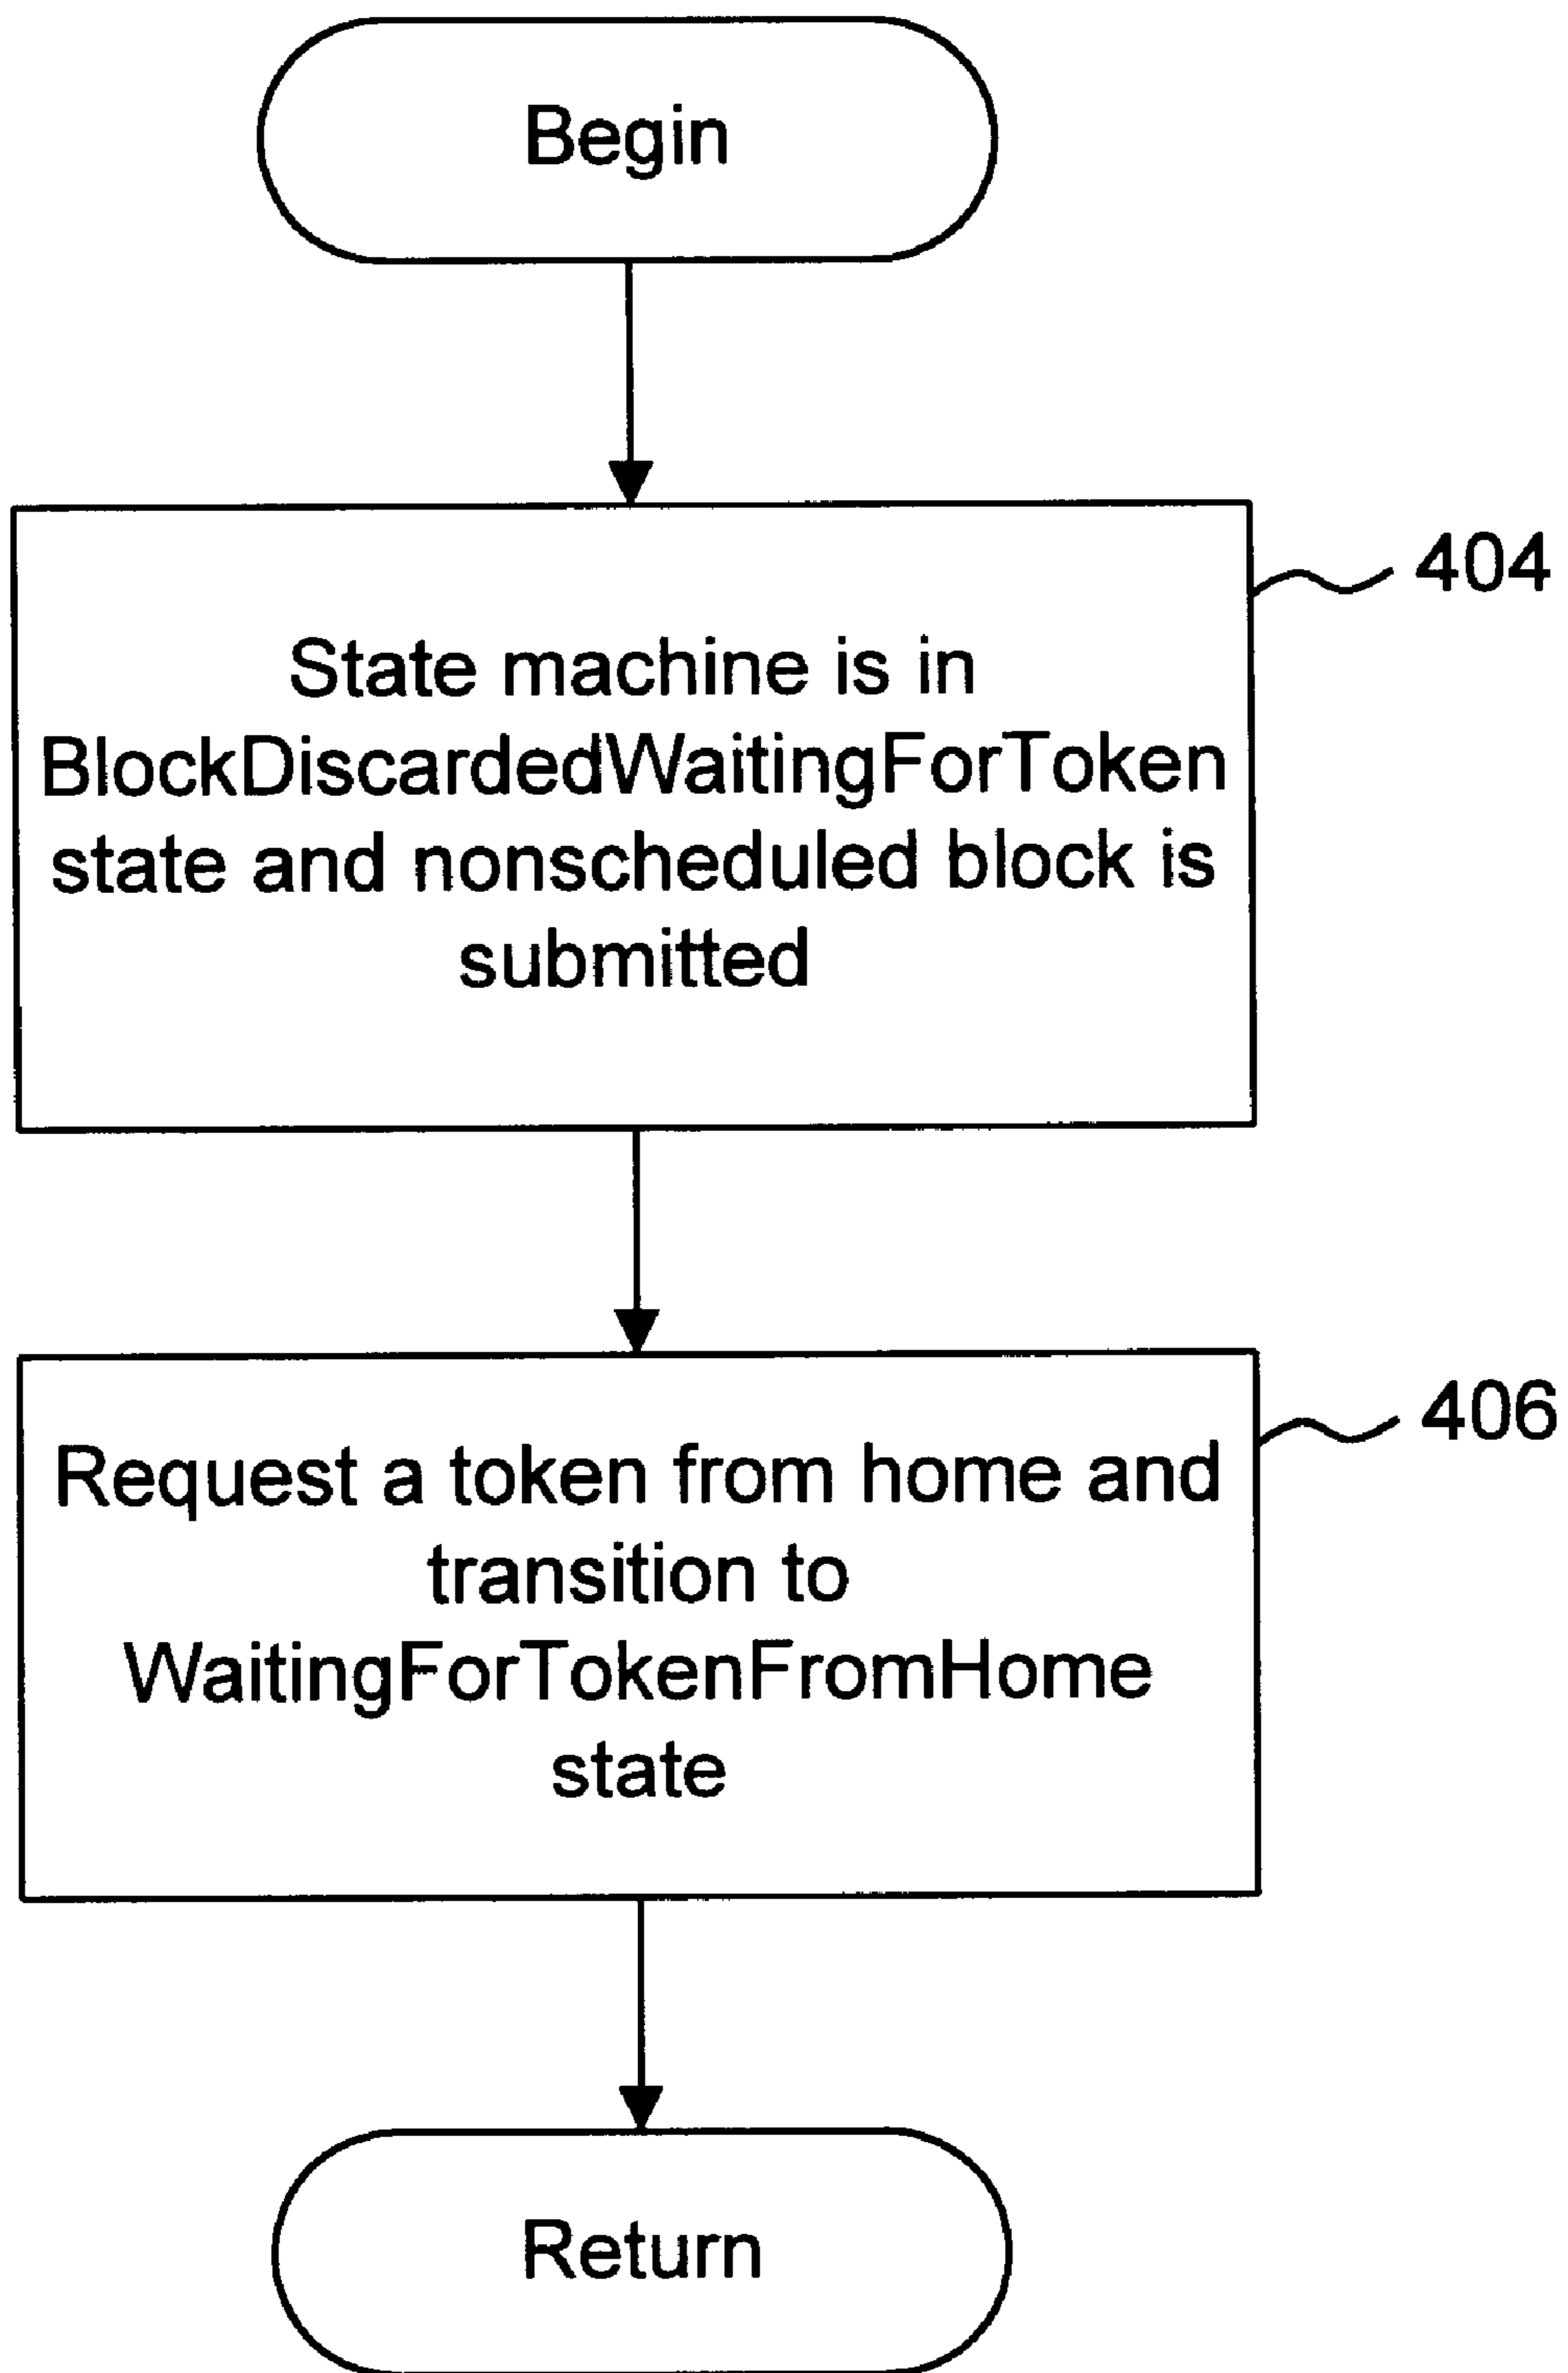 Begin
404
State machine is in
BlockDiscardedWaitingForToken
state and nonscheduled block is
submitted
406
Request a token from home and
transition to
WaitingForTokenFromHome
state
Return